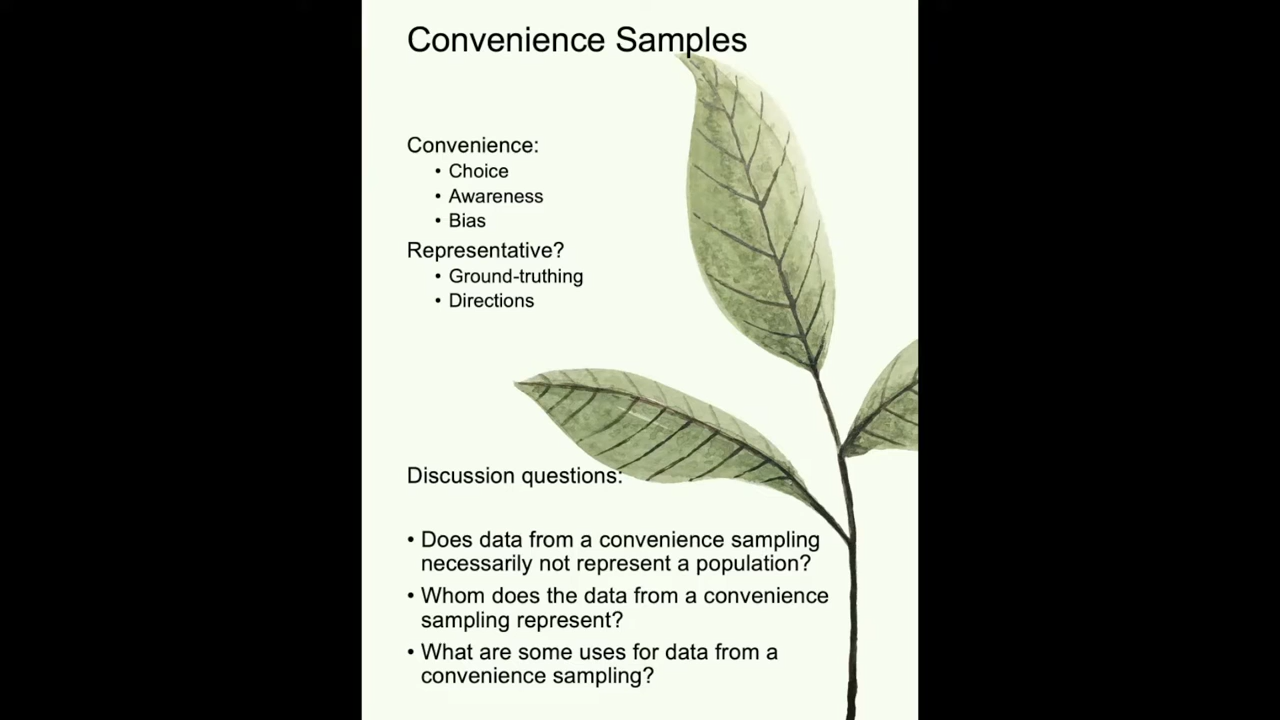 Convenience Samples
Convenience:
• Choice
• Awareness
• Bias
Representative?
• Ground-truthing
• Directions
Discussion questions:
• Does data from a convenience sampling
necessarily not represent a population?
• Whom does the data from a convenience
sampling represent?
• What are some uses for data from a
convenience sampling?